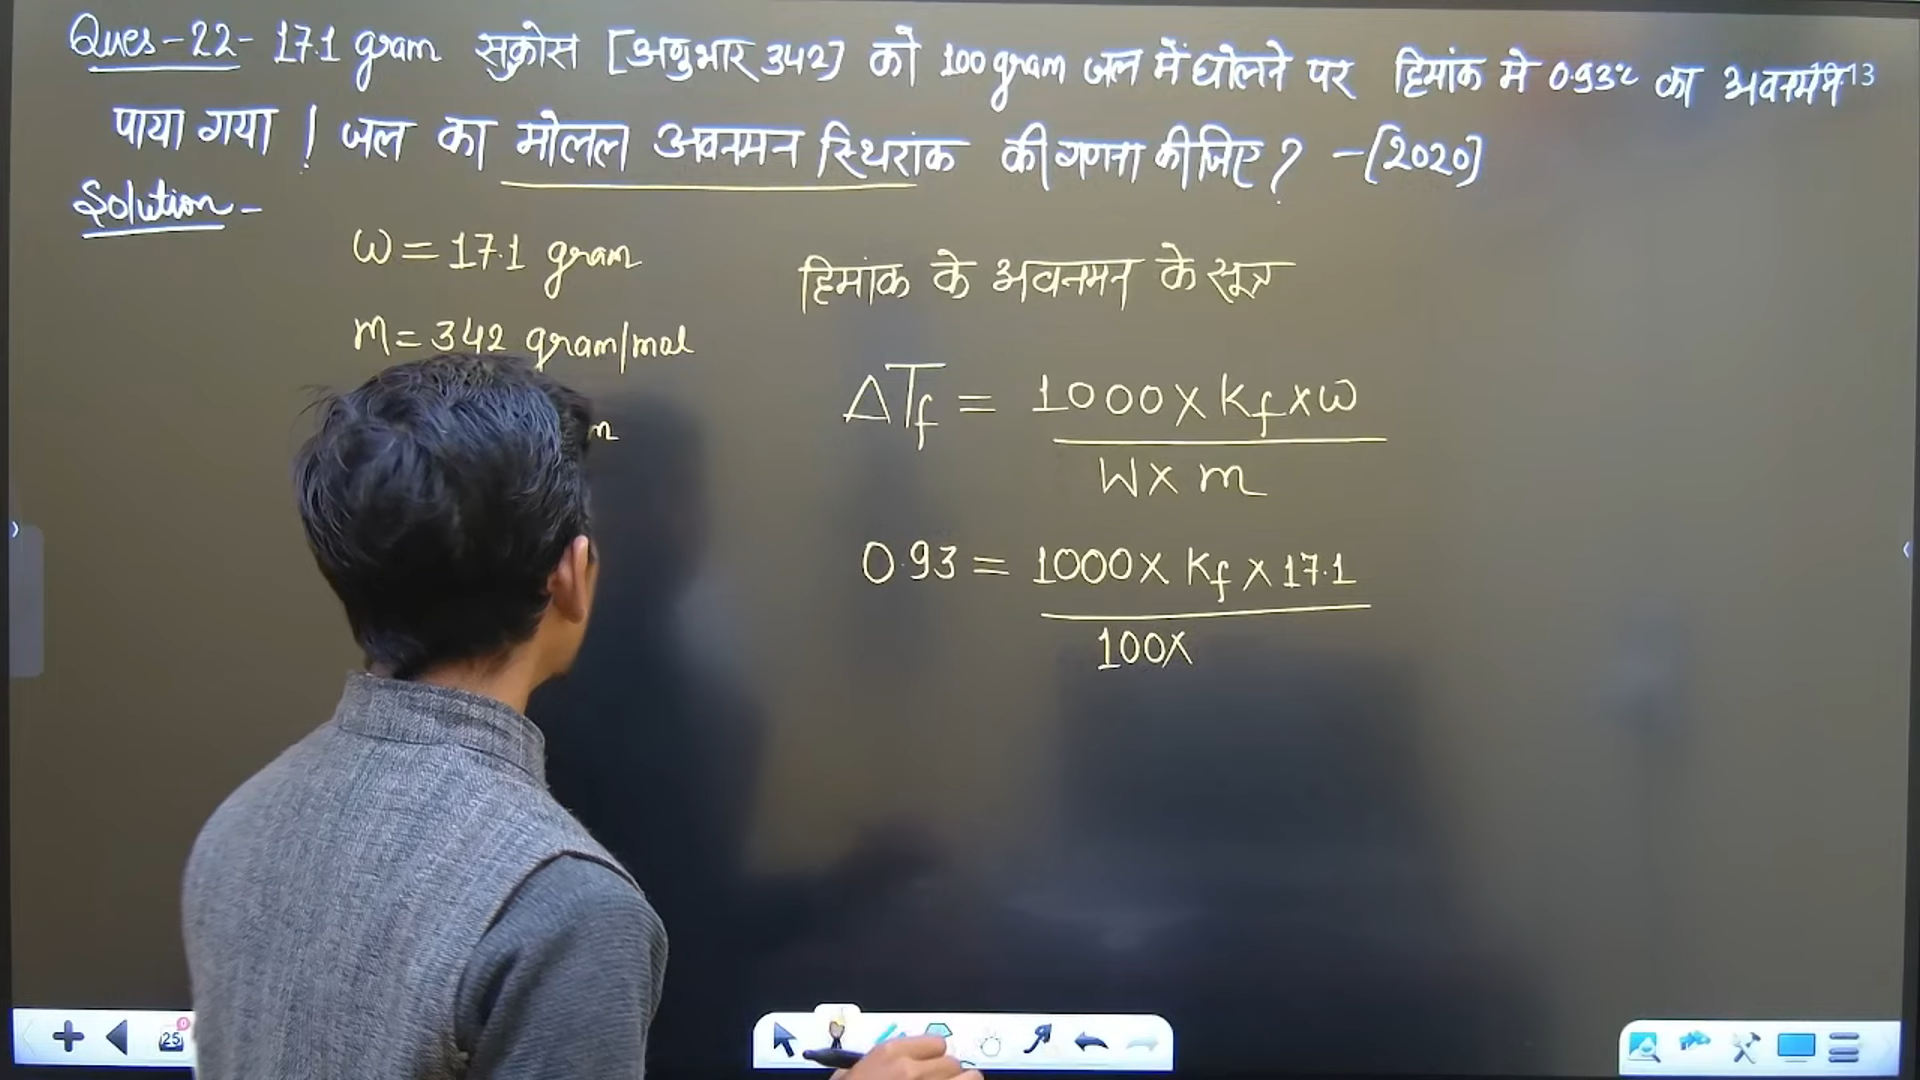 Ques-22- 17.1 gram सुक्रोस [अणुभार 342] को 100 gram जल में घोलने पर हिमांक मे 0.93°C का अवनमन
पाया गया ! जल का मोलल अवनमन स्थिरांक की गणना कीजिए ? -[2020]
Solution-
w = 17.1 gram
m = 342 gram/mol
हिमांक के अवनमन के सूत्र
ΔTf = 1000 x Kf x w
W x m
0.93 = 1000 x Kf x 17.1
100x
25